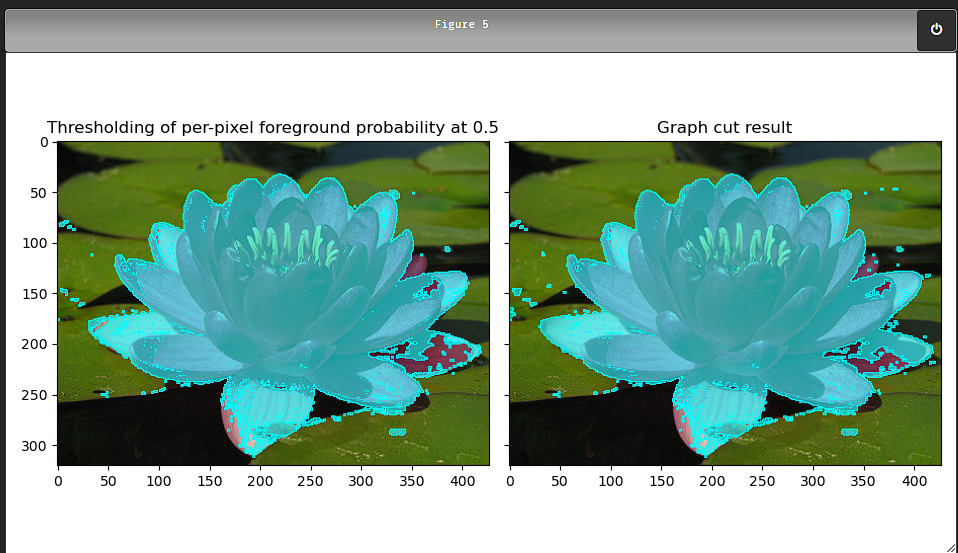 Figure 5
Thresholding of per-pixel foreground probability at 0.5
Graph cut result
0
50
100
150
200
250
300
0 50 100 150 200 250 300 350 400
0 50 100 150 200 250 300 350 400